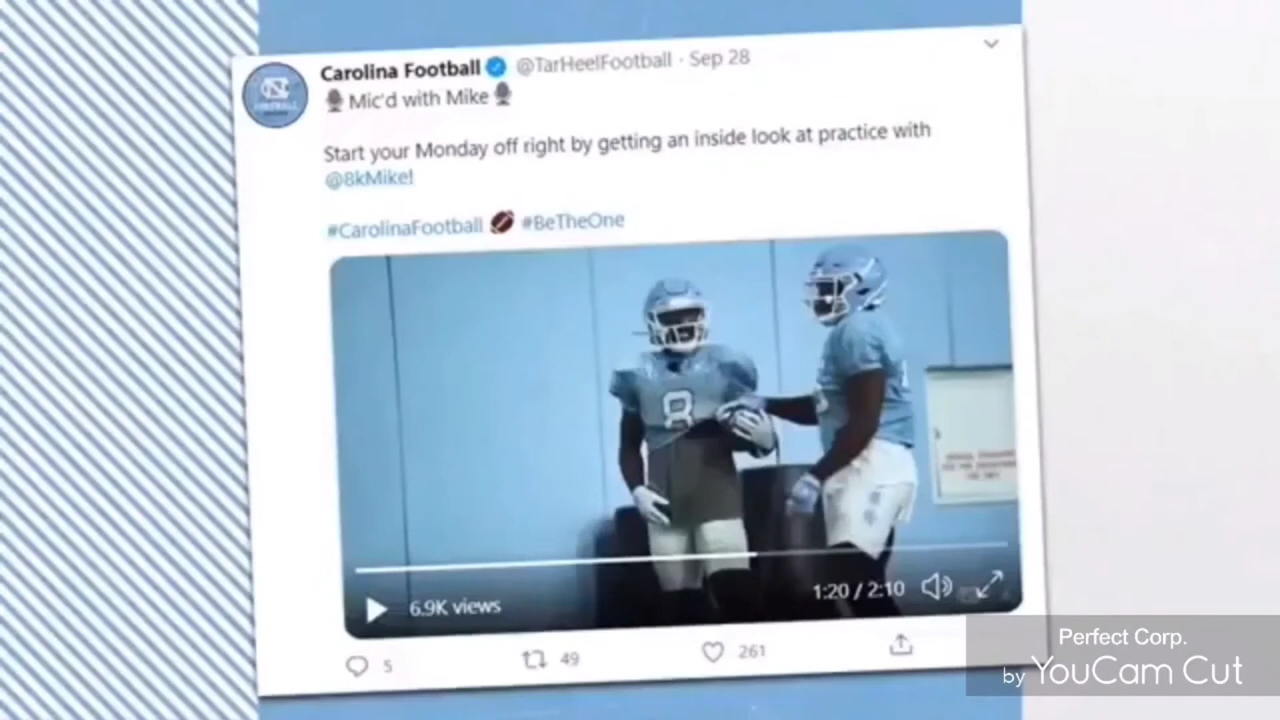 Carolina Football @TarHeelFootball · Sep 28
Mic'd with Mike
Start your Monday off right by getting an inside look at practice with
@8kMike!
#CarolinaFootball 🏈 #BeTheOne
8
1:20 / 2:10
6.9K views
5 49 261
Perfect Corp.
by YouCam Cut